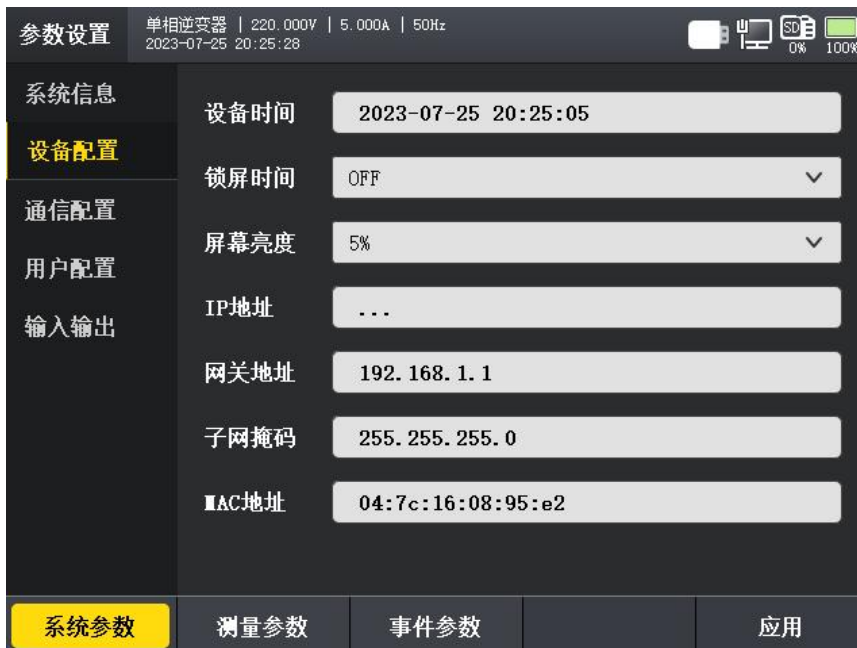 参数设置
单相逆变器 | 220.000V | 5.000A | 50Hz
2023-07-25 20:25:28
SD
0%
100%
系统信息
设备配置
通信配置
用户配置
输入输出
设备时间 2023-07-25 20:25:05
锁屏时间 OFF
屏幕亮度 5%
IP地址 ...
网关地址 192.168.1.1
子网掩码 255.255.255.0
MAC地址 04:7c:16:08:95:e2
系统参数 测量参数 事件参数 应用